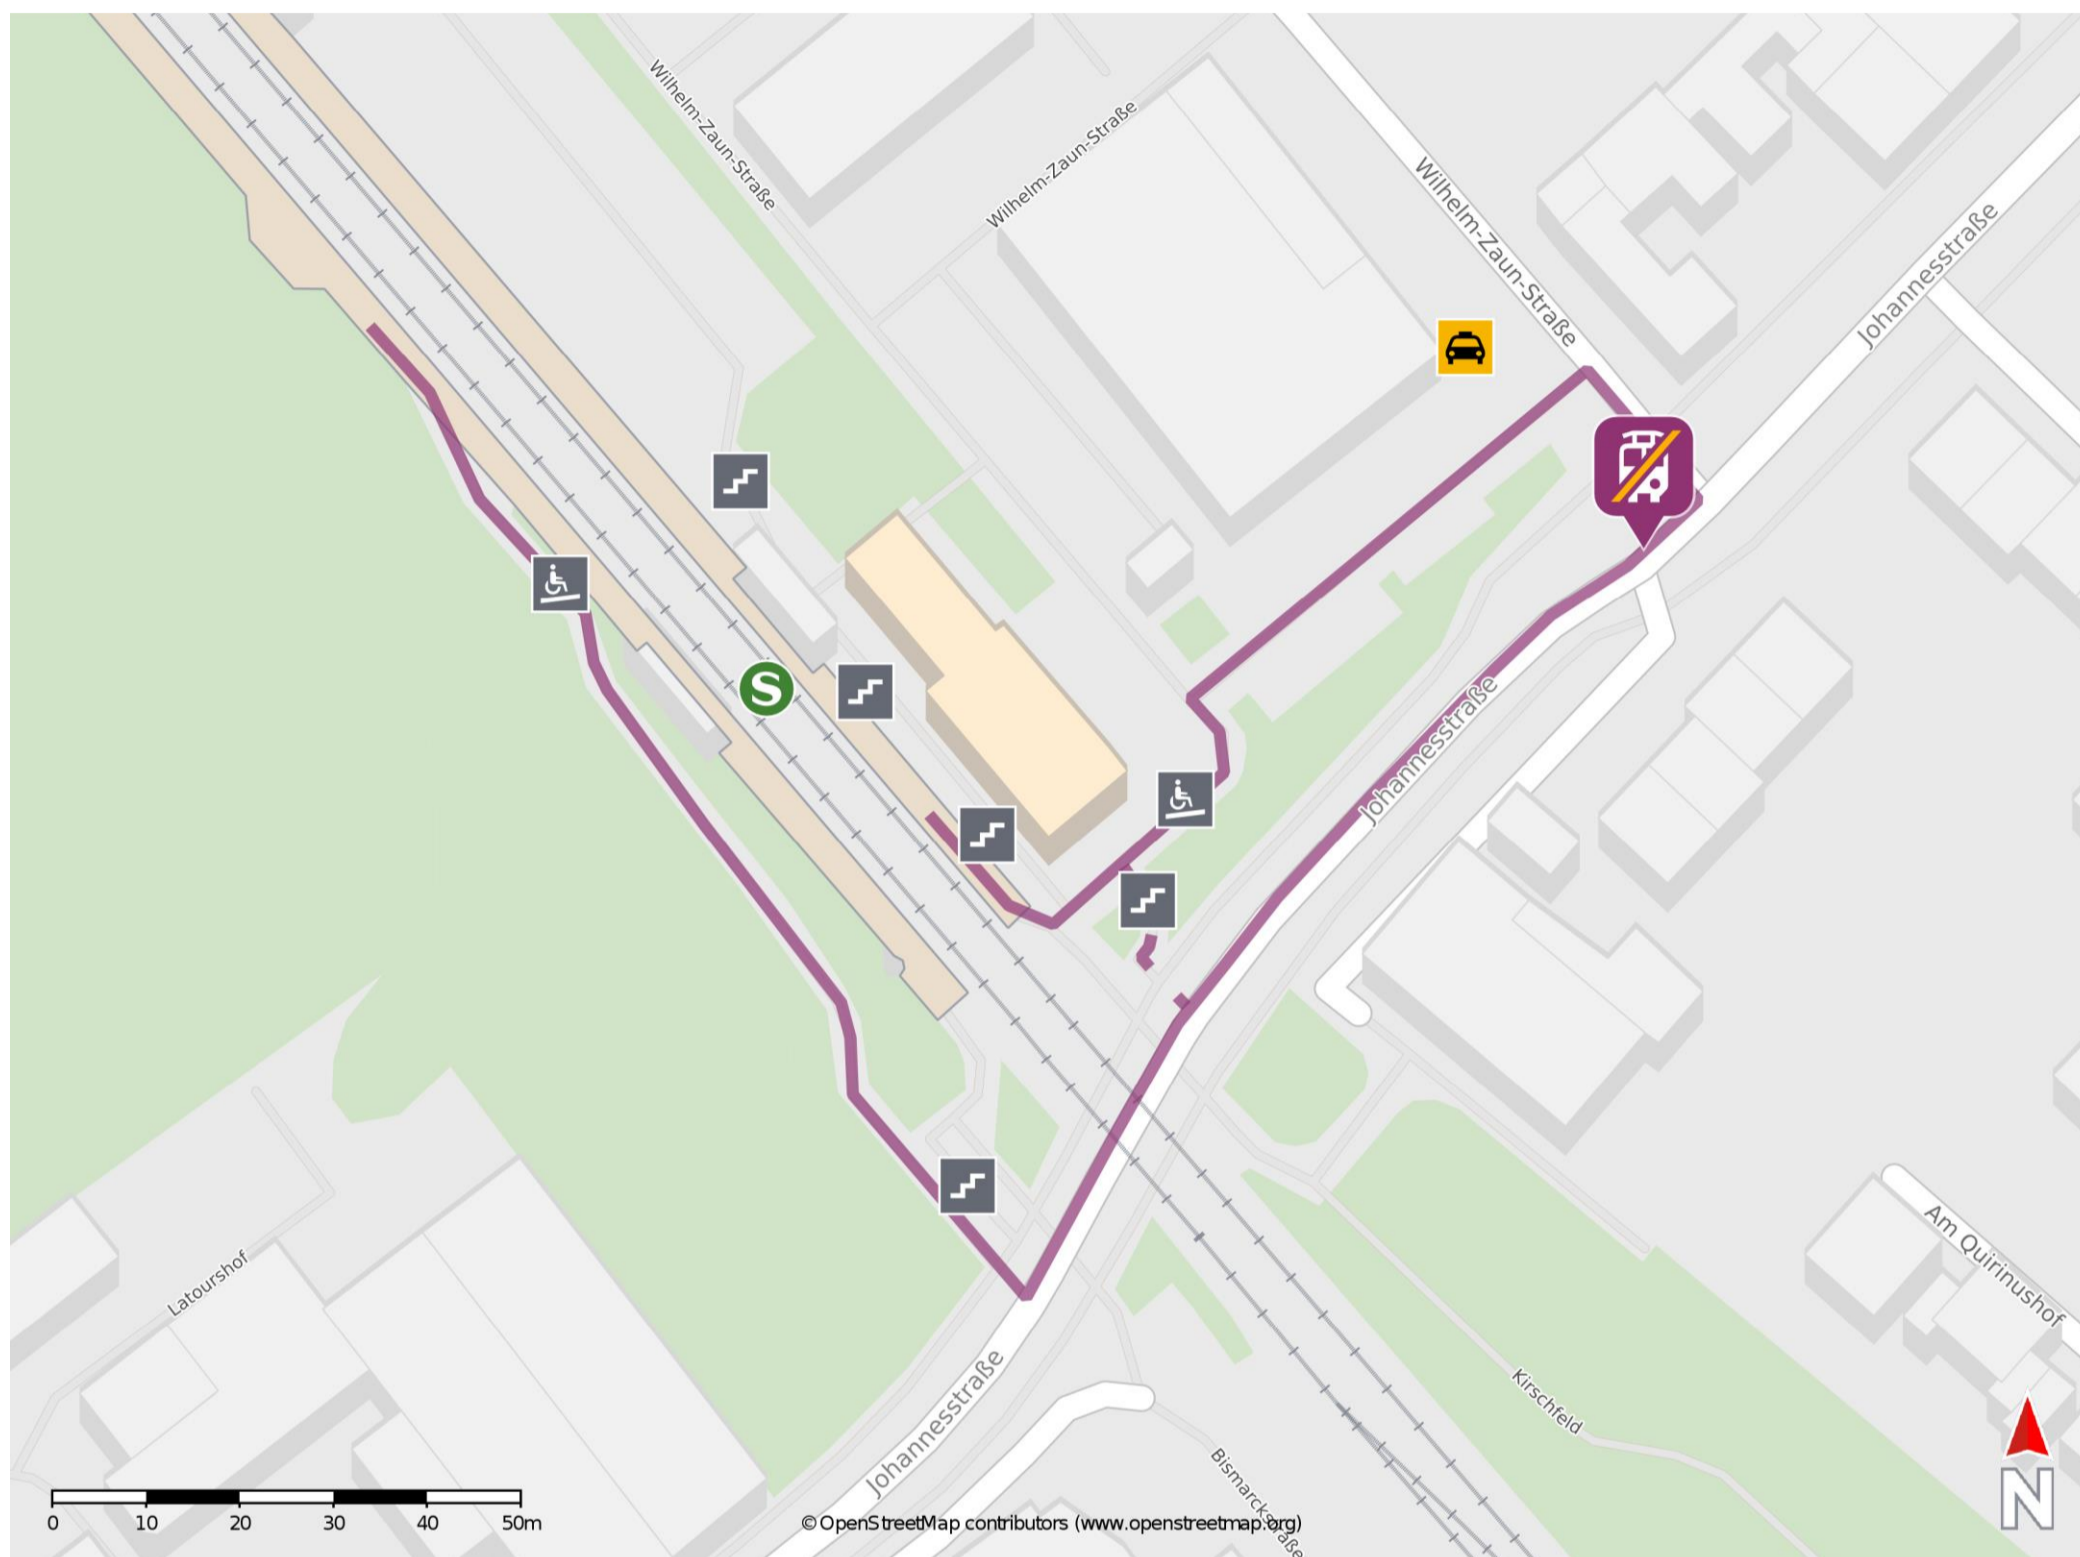 Wilhelm-Zaun-Straße
Wilhelm-Zaun-Straße
Wilhelm-Zaun-Straße
Johannesstraße
S
Johannesstraße
Am Quirinushof
Latourshof
Johannesstraße
Kirschfeld
Bismarckstraße
0 10 20 30 40 50m
©OpenStreetMap contributors (www.openstreetmap.org)
N